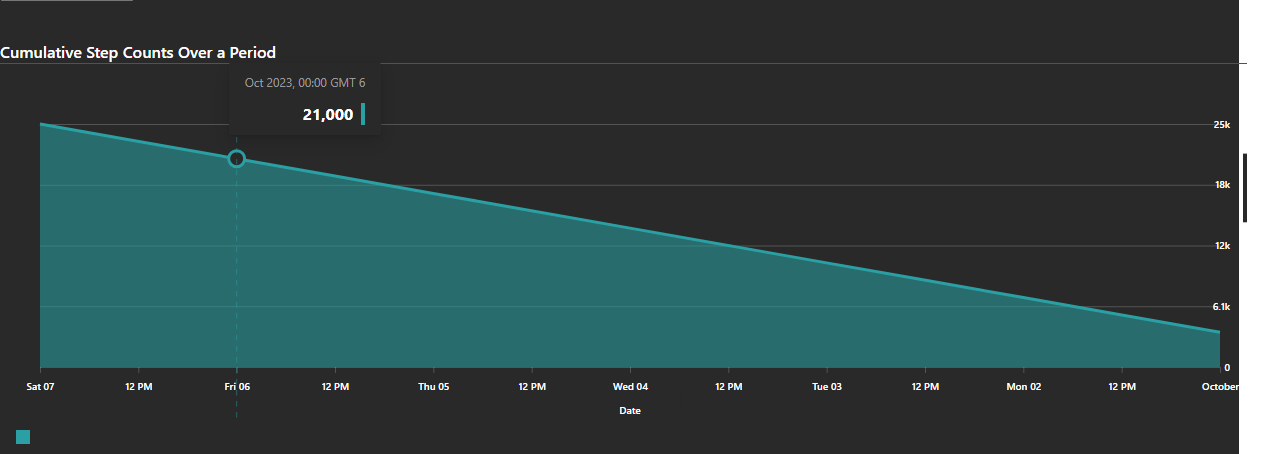 Cumulative Step Counts Over a Period
Oct 2023, 00:00 GMT 6
21,000
25k
18k
12k
6.1k
0
Sat 07 12 PM Fri 06 12 PM Thu 05 12 PM Wed 04 12 PM Tue 03 12 PM Mon 02 12 PM October
Date